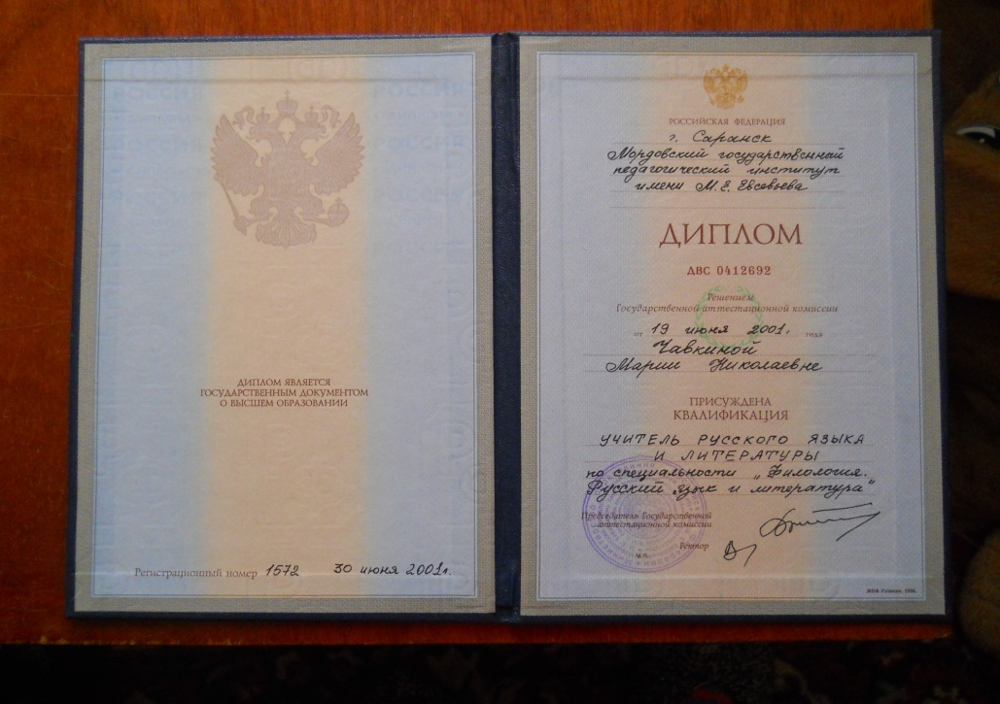 ДИПЛОМ ЯВЛЯЕТСЯ
ГОСУДАРСТВЕННЫМ ДОКУМЕНТОМ
О ВЫСШЕМ ОБРАЗОВАНИИ
Регистрационный номер 1572 30 июня 2001г.
РОССИЙСКАЯ ФЕДЕРАЦИЯ
г. Саранск
Мордовский государственный
педагогический институт
имени М.Е. Евсевьева
ДИПЛОМ
ДВС 0412692
Решением
Государственной аттестационной комиссии
от 19 июня 2001. года
Чавкиной
Марии Николаевне
ПРИСУЖДЕНА
КВАЛИФИКАЦИЯ
УЧИТЕЛЬ РУССКОГО ЯЗЫКА
И ЛИТЕРАТУРЫ
по специальности „Филология.
Русский язык и литература"
Председатель Государственной
аттестационной комиссии
Ректор
М.П.